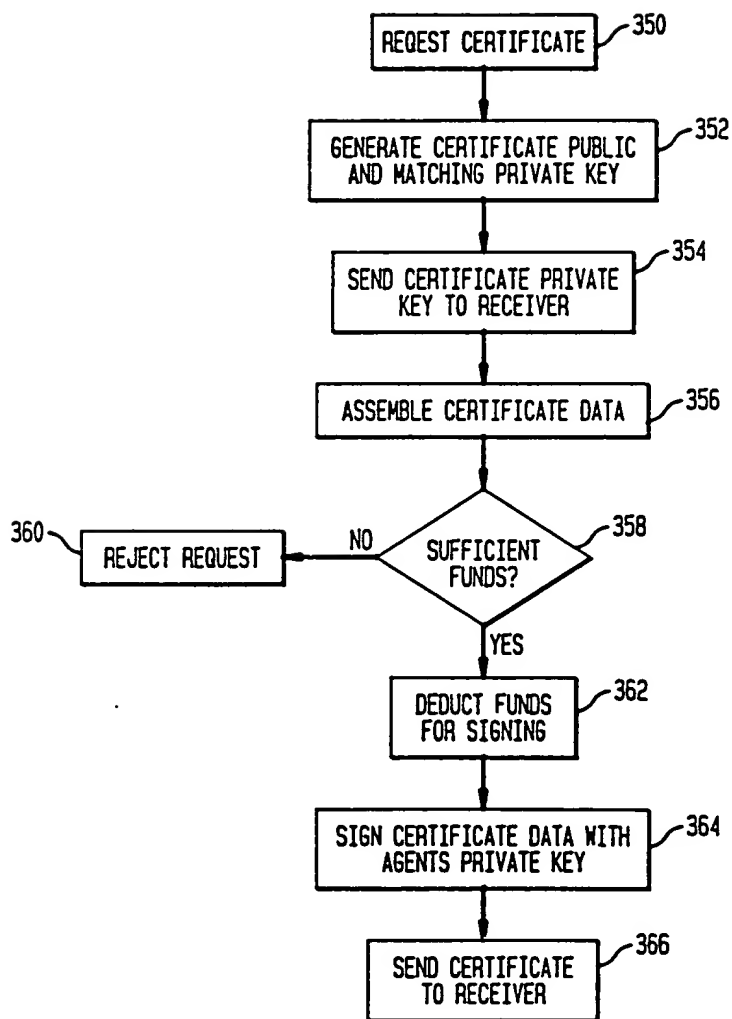 REQEST CERTIFICATE
350
GENERATE CERTIFICATE PUBLIC
AND MATCHING PRIVATE KEY
352
SEND CERTIFICATE PRIVATE
KEY TO RECEIVER
354
ASSEMBLE CERTIFICATE DATA
356
SUFFICIENT
FUNDS?
358
NO
360
REJECT REQUEST
YES
DEDUCT FUNDS
FOR SIGNING
362
SIGN CERTIFICATE DATA WITH
AGENTS PRIVATE KEY
364
SEND CERTIFICATE
TO RECEIVER
366